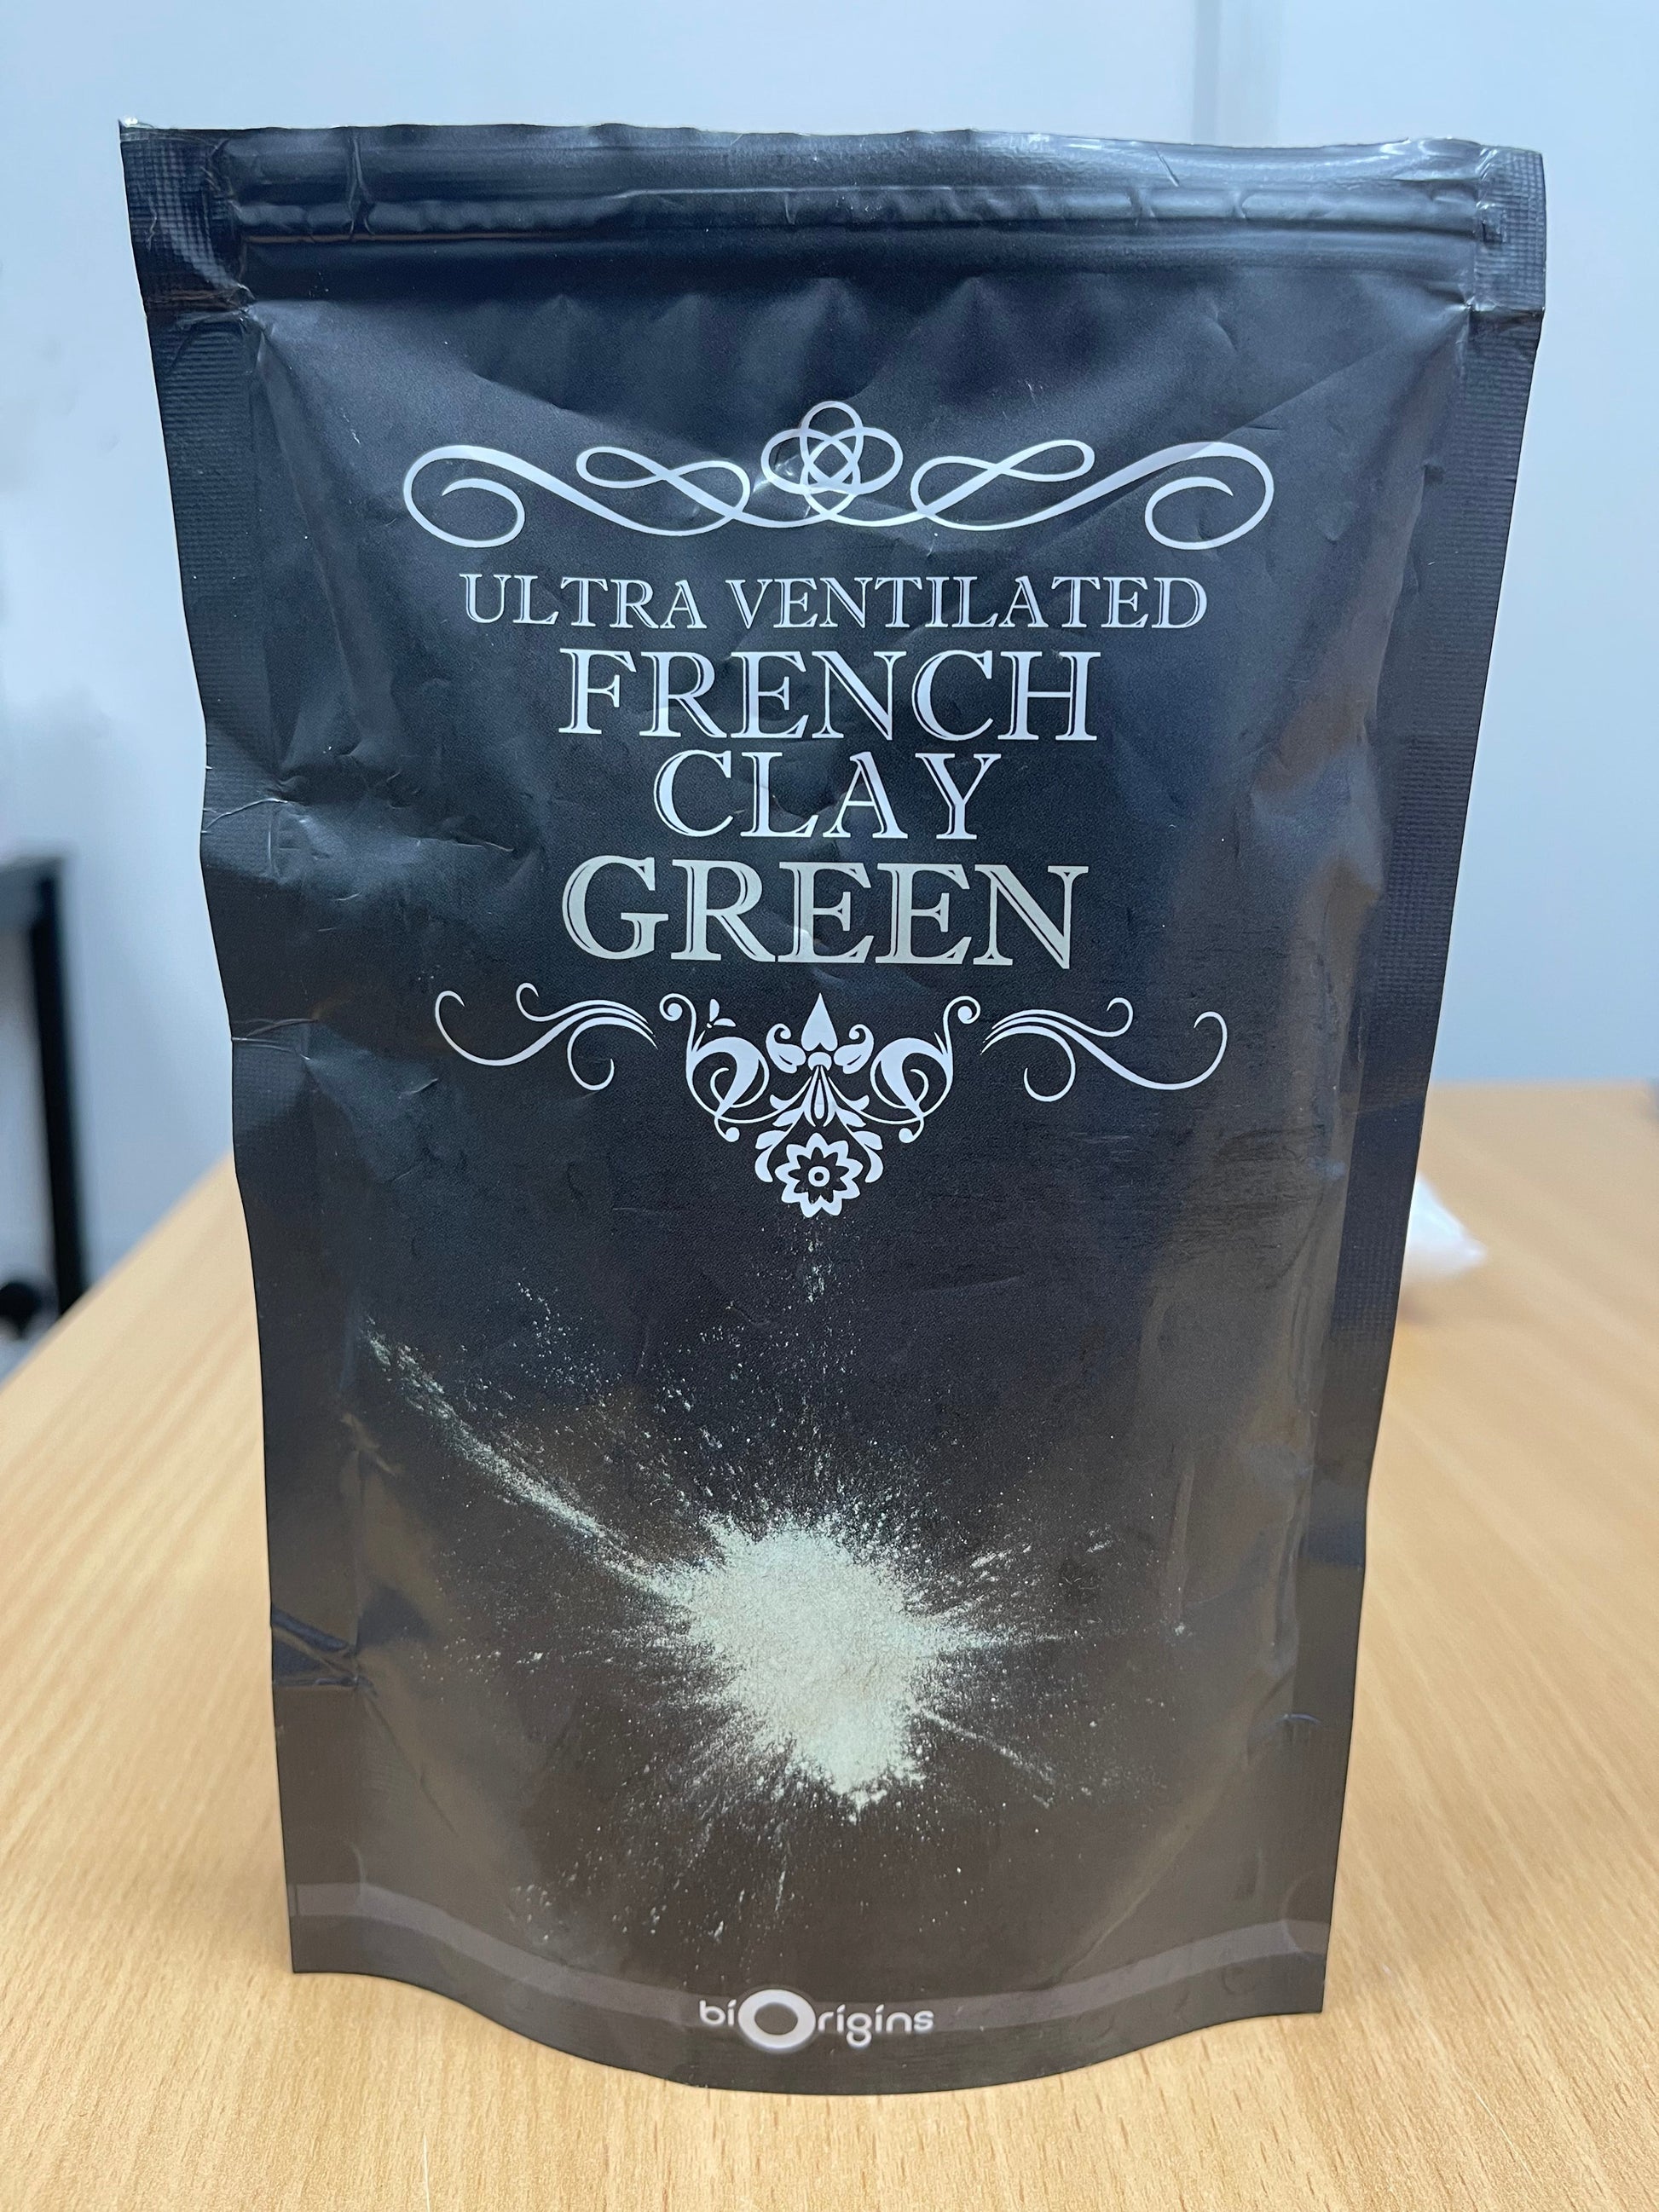 ULTRA VENTILATED
FRENCH
CLAY
GREEN
biOrigins